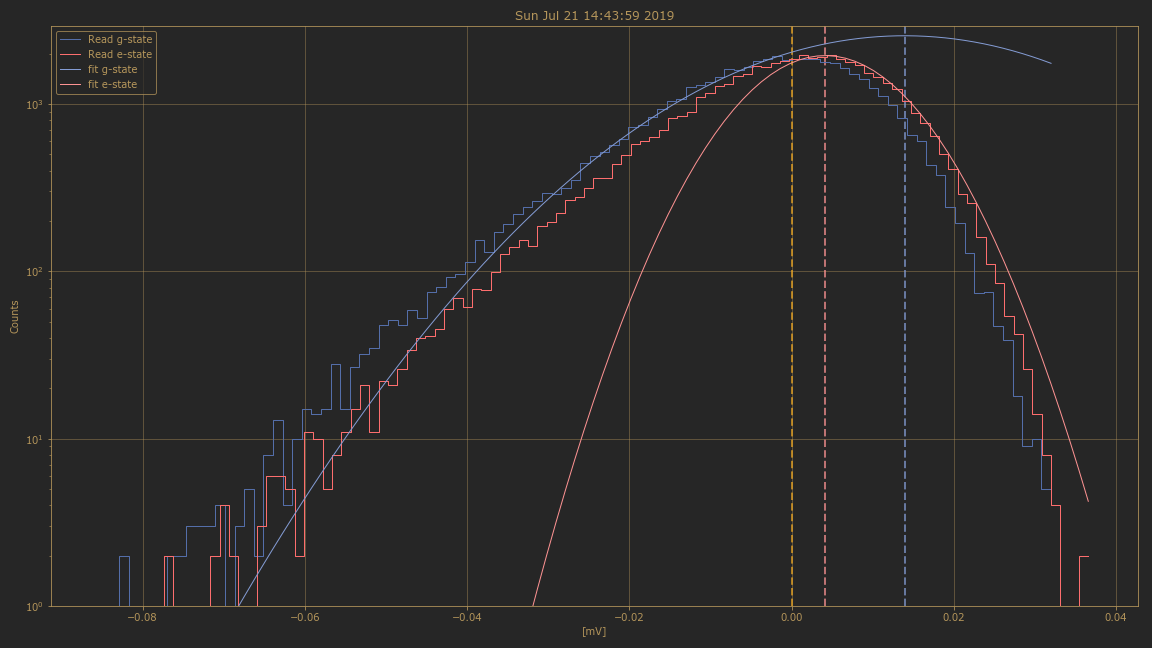 Sun Jul 21 14:43:59 2019
Read g-state
Read e-state
fit g-state
fit e-state
10³
10²
10¹
10⁰
Counts
−0.08 −0.06 −0.04 −0.02 0.00 0.02 0.04
[mV]